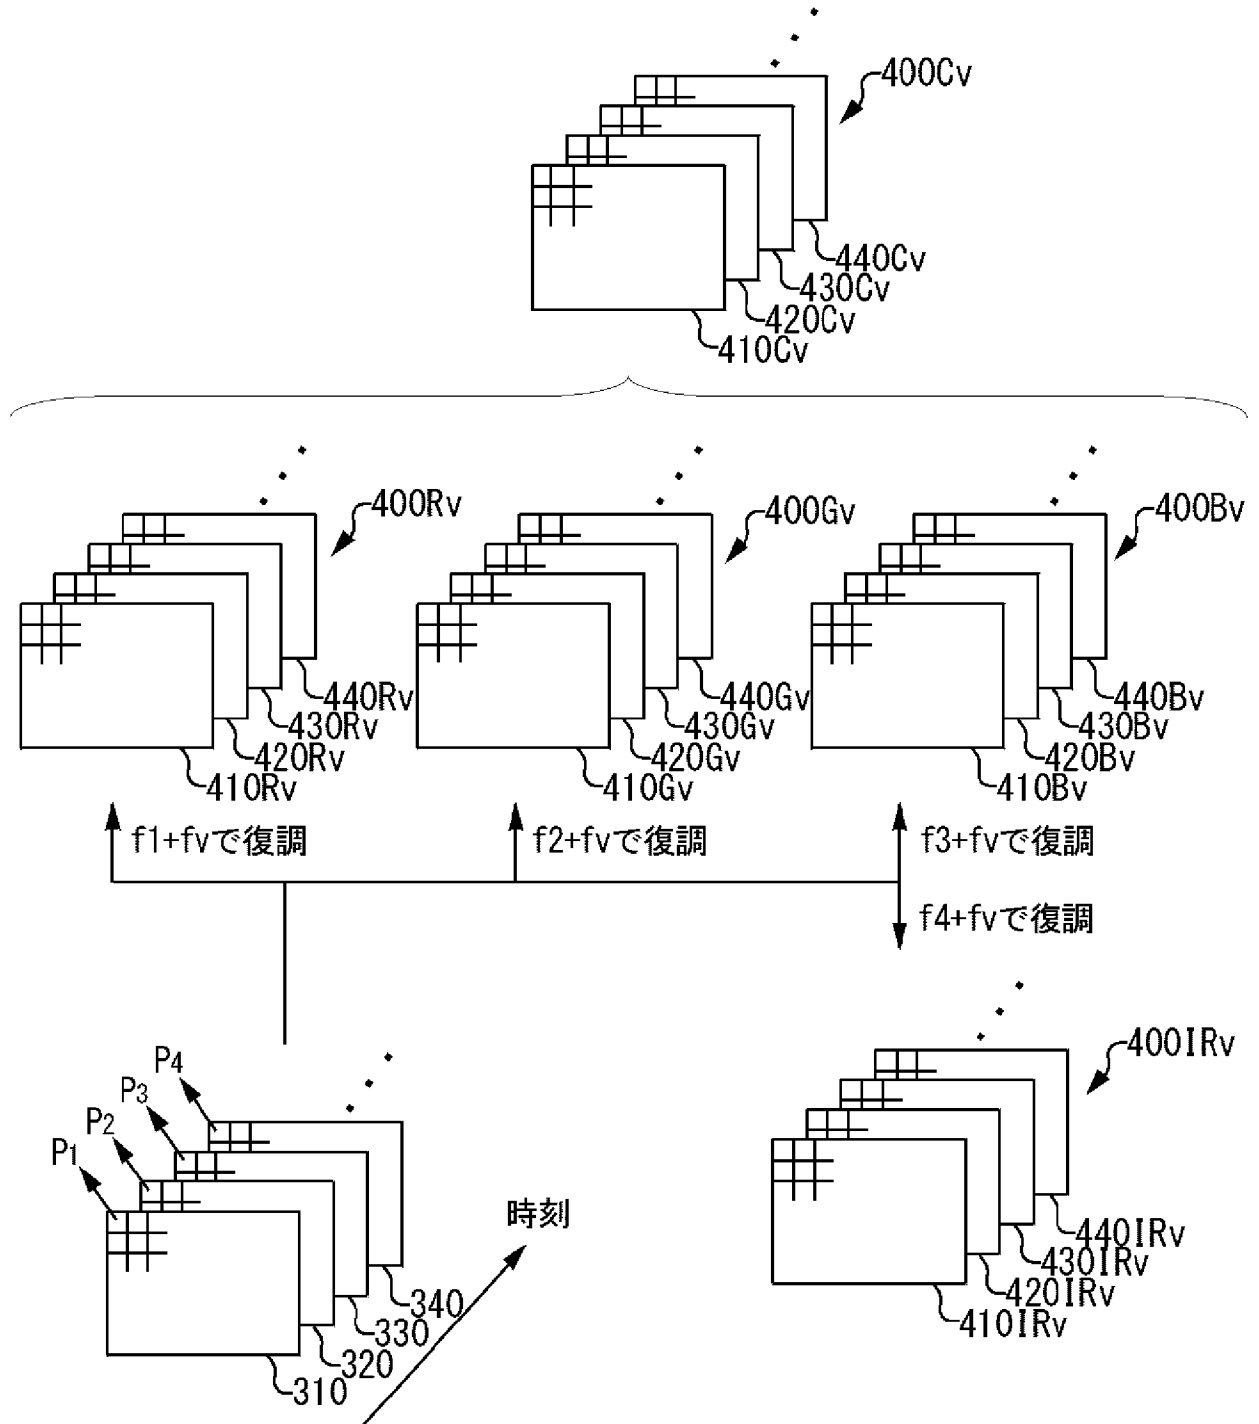 400Cv
440Cv
430Cv
420Cv
410Cv
400Rv
440Rv
430Rv
420Rv
410Rv
400Gv
440Gv
430Gv
420Gv
410Gv
400Bv
440Bv
430Bv
420Bv
410Bv
f1+fvで復調
f2+fvで復調
f3+fvで復調
f4+fvで復調
P4
P3
P2
P1
340
330
320
310
時刻
400IRv
440IRv
430IRv
420IRv
410IRv